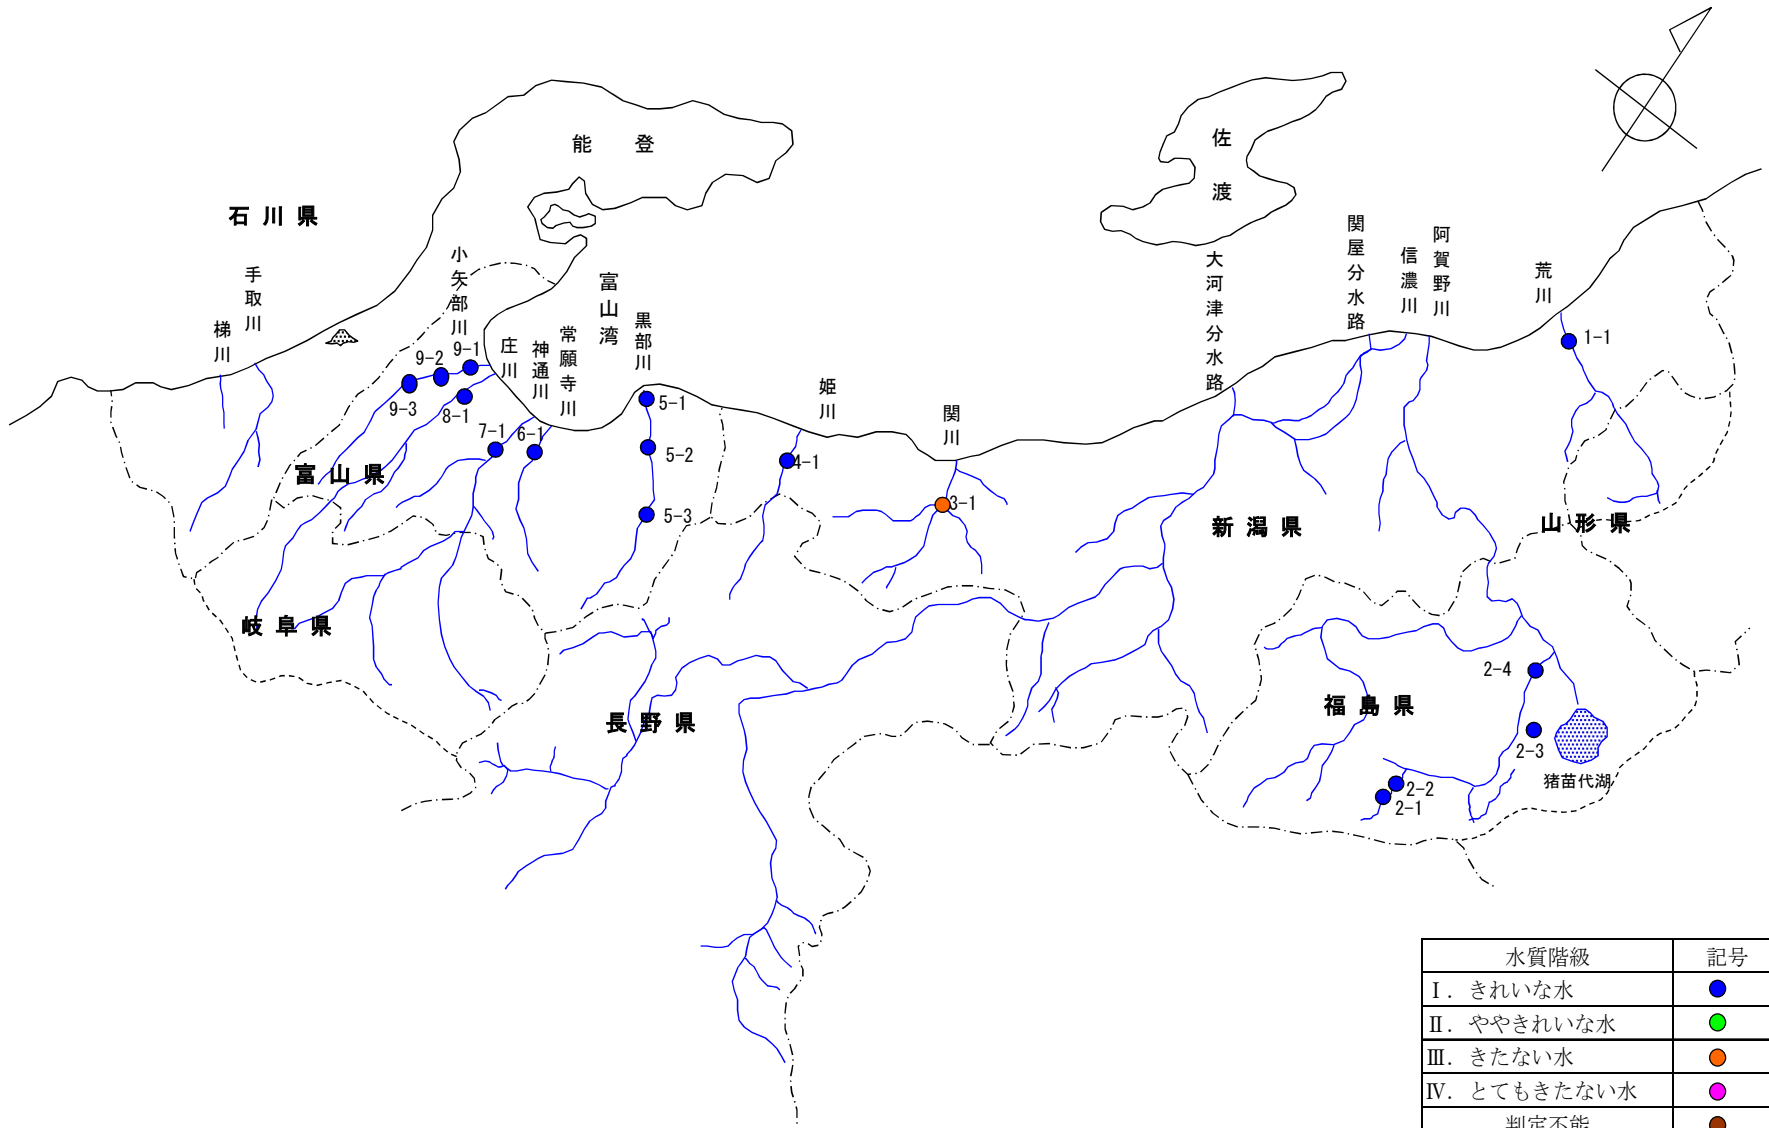 能 登
佐
渡
石 川 県
手取川
梯川
小矢部川
庄川
神通川
常願寺川
富山湾
黒部川
姫川
関川
大河津分水路
関屋分水路
信濃川
阿賀野川
荒川
1-1
9-1
9-2
9-3
8-1
7-1
6-1
5-1
5-2
5-3
4-1
3-1
富 山 県
新 潟 県
山 形 県
岐 阜 県
長 野 県
福 島 県
2-4
2-3
2-2
2-1
猪苗代湖
水質階級 記号
Ⅰ. きれいな水
Ⅱ. ややきれいな水
Ⅲ. きたない水
Ⅳ. とてもきたない水
判定不能